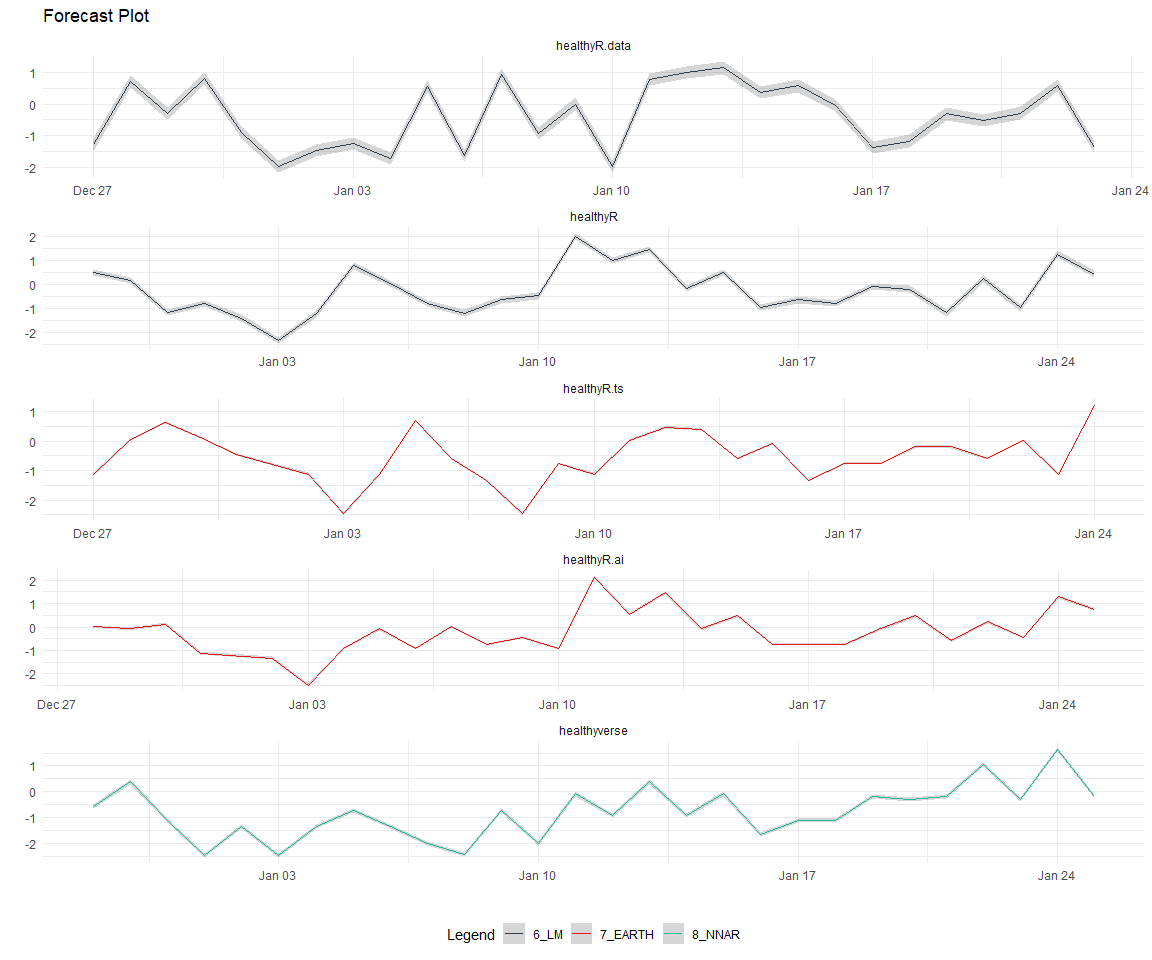 Forecast Plot
healthyR.data
1
0
-1
-2
Dec 27 Jan 03 Jan 10 Jan 17 Jan 24
healthyR
2
1
0
-1
-2
Jan 03 Jan 10 Jan 17 Jan 24
healthyR.ts
1
0
-1
-2
Dec 27 Jan 03 Jan 10 Jan 17 Jan 24
healthyR.ai
2
1
0
-1
-2
Dec 27 Jan 03 Jan 10 Jan 17 Jan 24
healthyverse
1
0
-1
-2
Jan 03 Jan 10 Jan 17 Jan 24
Legend 6_LM 7_EARTH 8_NNAR